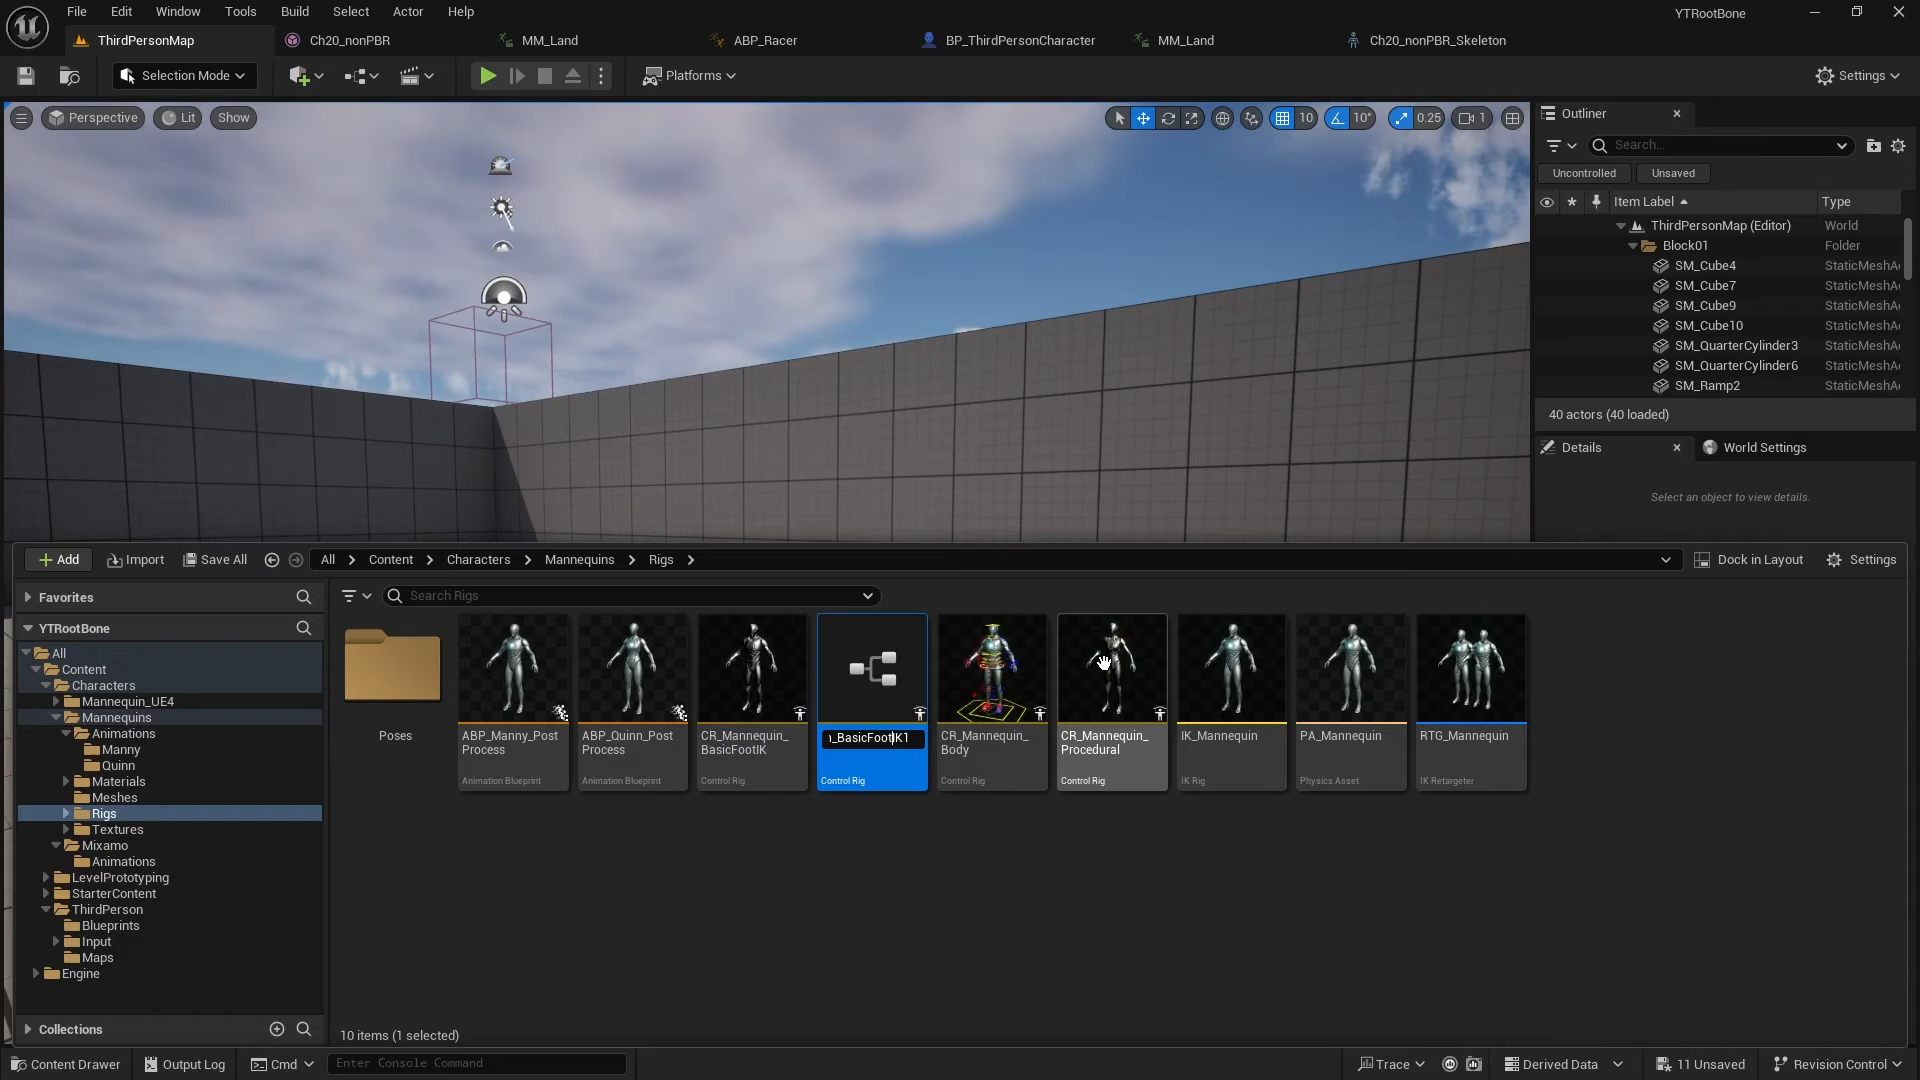 File Edit Window Tools Build Select Actor Help YTRootBone
ThirdPersonMap Ch20_nonPBR MM_Land ABP_Racer BP_ThirdPersonCharacter MM_Land Ch20_nonPBR_Skeleton
Selection Mode Platforms Settings
Perspective Lit Show 10 10° 0.25 1
Outliner
Search...
Uncontrolled Unsaved
Item Label Type
ThirdPersonMap (Editor) World
Block01 Folder
SM_Cube4 StaticMeshA
SM_Cube7 StaticMeshA
SM_Cube9 StaticMeshA
SM_Cube10 StaticMeshA
SM_QuarterCylinder3 StaticMeshA
SM_QuarterCylinder6 StaticMeshA
SM_Ramp2 StaticMeshA
40 actors (40 loaded)
Details World Settings
Select an object to view details.
Add Import Save All All Content Characters Mannequins Rigs Dock in Layout Settings
Favorites
YTRootBone
All
Content
Characters
Mannequin_UE4
Mannequins
Animations
Manny
Quinn
Materials
Meshes
Rigs
Textures
Mixamo
Animations
LevelPrototyping
StarterContent
ThirdPerson
Blueprints
Input
Maps
Engine
Collections
Search Rigs
Poses
ABP_Manny_Post
Process
Animation Blueprint
ABP_Quinn_Post
Process
Animation Blueprint
CR_Mannequin_
BasicFootIK
Control Rig
_BasicFootIK1
Control Rig
CR_Mannequin_
Body
Control Rig
CR_Mannequin_
Procedural
Control Rig
IK_Mannequin
IK Rig
PA_Mannequin
Physics Asset
RTG_Mannequin
IK Retargeter
10 items (1 selected)
Content Drawer Output Log Cmd Enter Console Command Trace Derived Data 11 Unsaved Revision Control